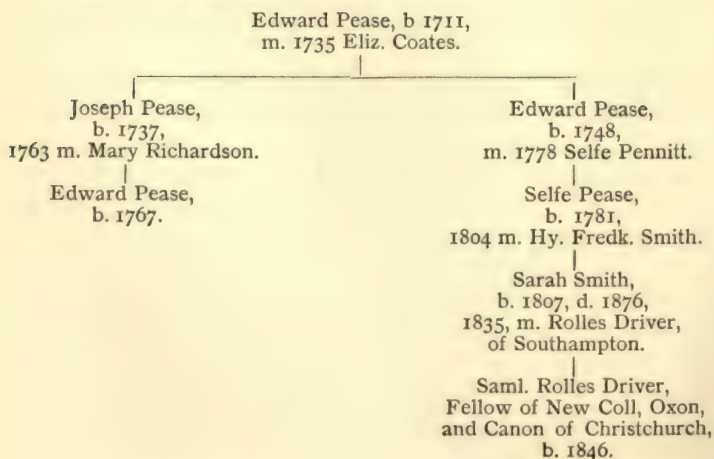 Edward Pease, b 1711,
m. 1735 Eliz. Coates.
Joseph Pease,
b. 1737,
1763 m. Mary Richardson.
Edward Pease,
b. 1767.
Edward Pease,
b. 1748,
m. 1778 Selfe Pennitt.
Selfe Pease,
b. 1781,
1804 m. Hy. Fredk. Smith.
Sarah Smith,
b. 1807, d. 1876,
1835, m. Rolles Driver,
of Southampton.
Saml. Rolles Driver,
Fellow of New Coll, Oxon,
and Canon of Christchurch,
b. 1846.